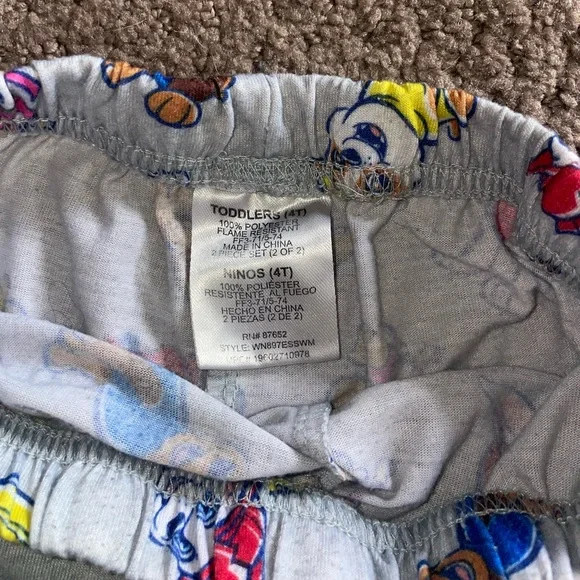 TODDLERS (4T)
100% POLYESTER
FLAME RESISTANT
FF3-71/5-74
MADE IN CHINA
2 PIECE SET (2 OF 2)
NINOS (4T)
100% POLIÉSTER
RESISTENTE AL FUEGO
FF3-71/5-74
HECHO EN CHINA
2 PIEZAS (2 DE 2)
RN# 87652
STYLE: WN897ESSWM
19602710978